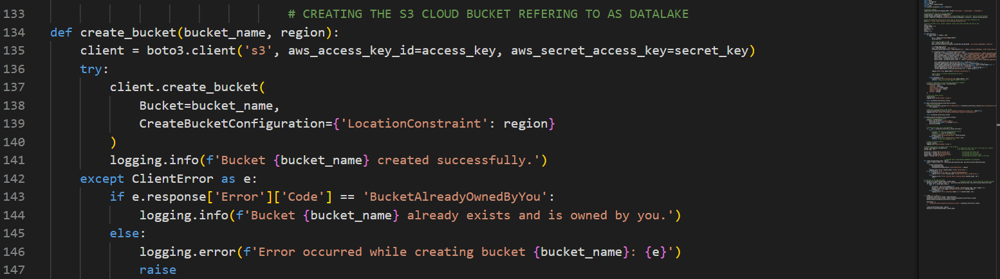 133 # CREATING THE S3 CLOUD BUCKET REFERING TO AS DATALAKE
134 def create_bucket(bucket_name, region):
135 client = boto3.client('s3', aws_access_key_id=access_key, aws_secret_access_key=secret_key)
136 try:
137 client.create_bucket(
138 Bucket=bucket_name,
139 CreateBucketConfiguration={'LocationConstraint': region}
140 )
141 logging.info(f'Bucket {bucket_name} created successfully.')
142 except ClientError as e:
143 if e.response['Error']['Code'] == 'BucketAlreadyOwnedByYou':
144 logging.info(f'Bucket {bucket_name} already exists and is owned by you.')
145 else:
146 logging.error(f'Error occurred while creating bucket {bucket_name}: {e}')
147 raise